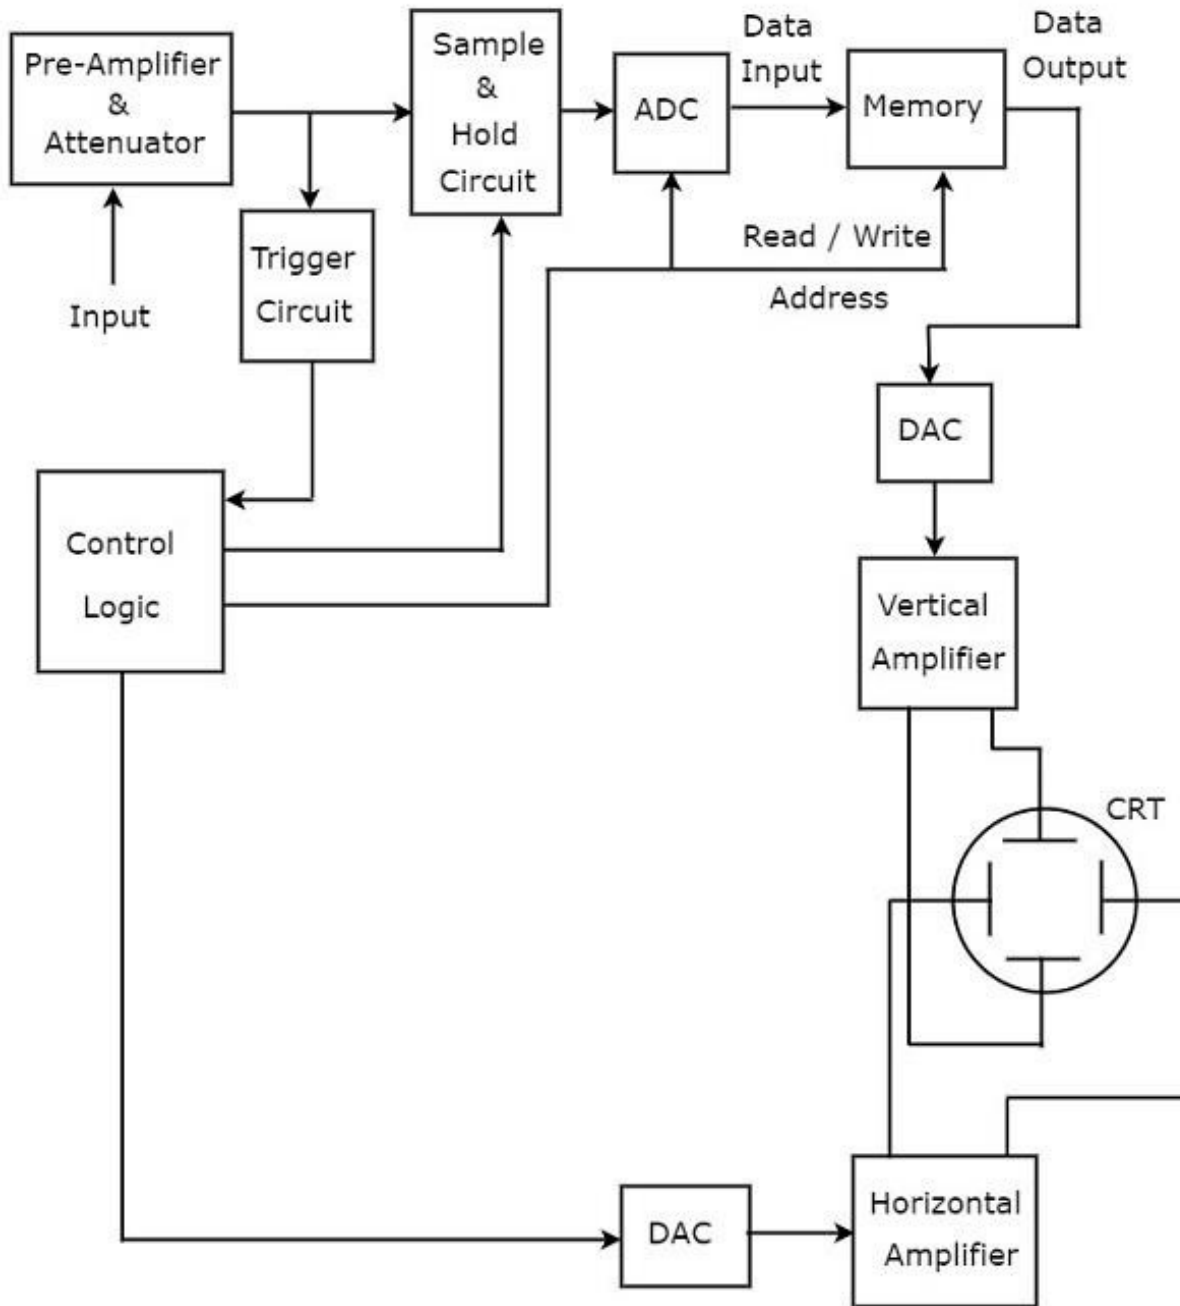 Pre-Amplifier
&
Attenuator
Input
Trigger
Circuit
Sample
&
Hold
Circuit
ADC
Data
Input
Memory
Data
Output
Read / Write
Address
DAC
Control
Logic
Vertical
Amplifier
CRT
DAC
Horizontal
Amplifier